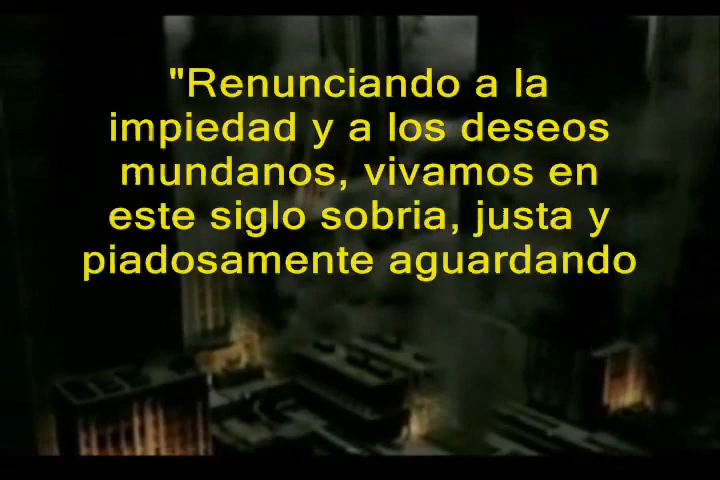 "Renunciando a la
impiedad y a los deseos
mundanos, vivamos en
este siglo sobria, justa y
piadosamente aguardando